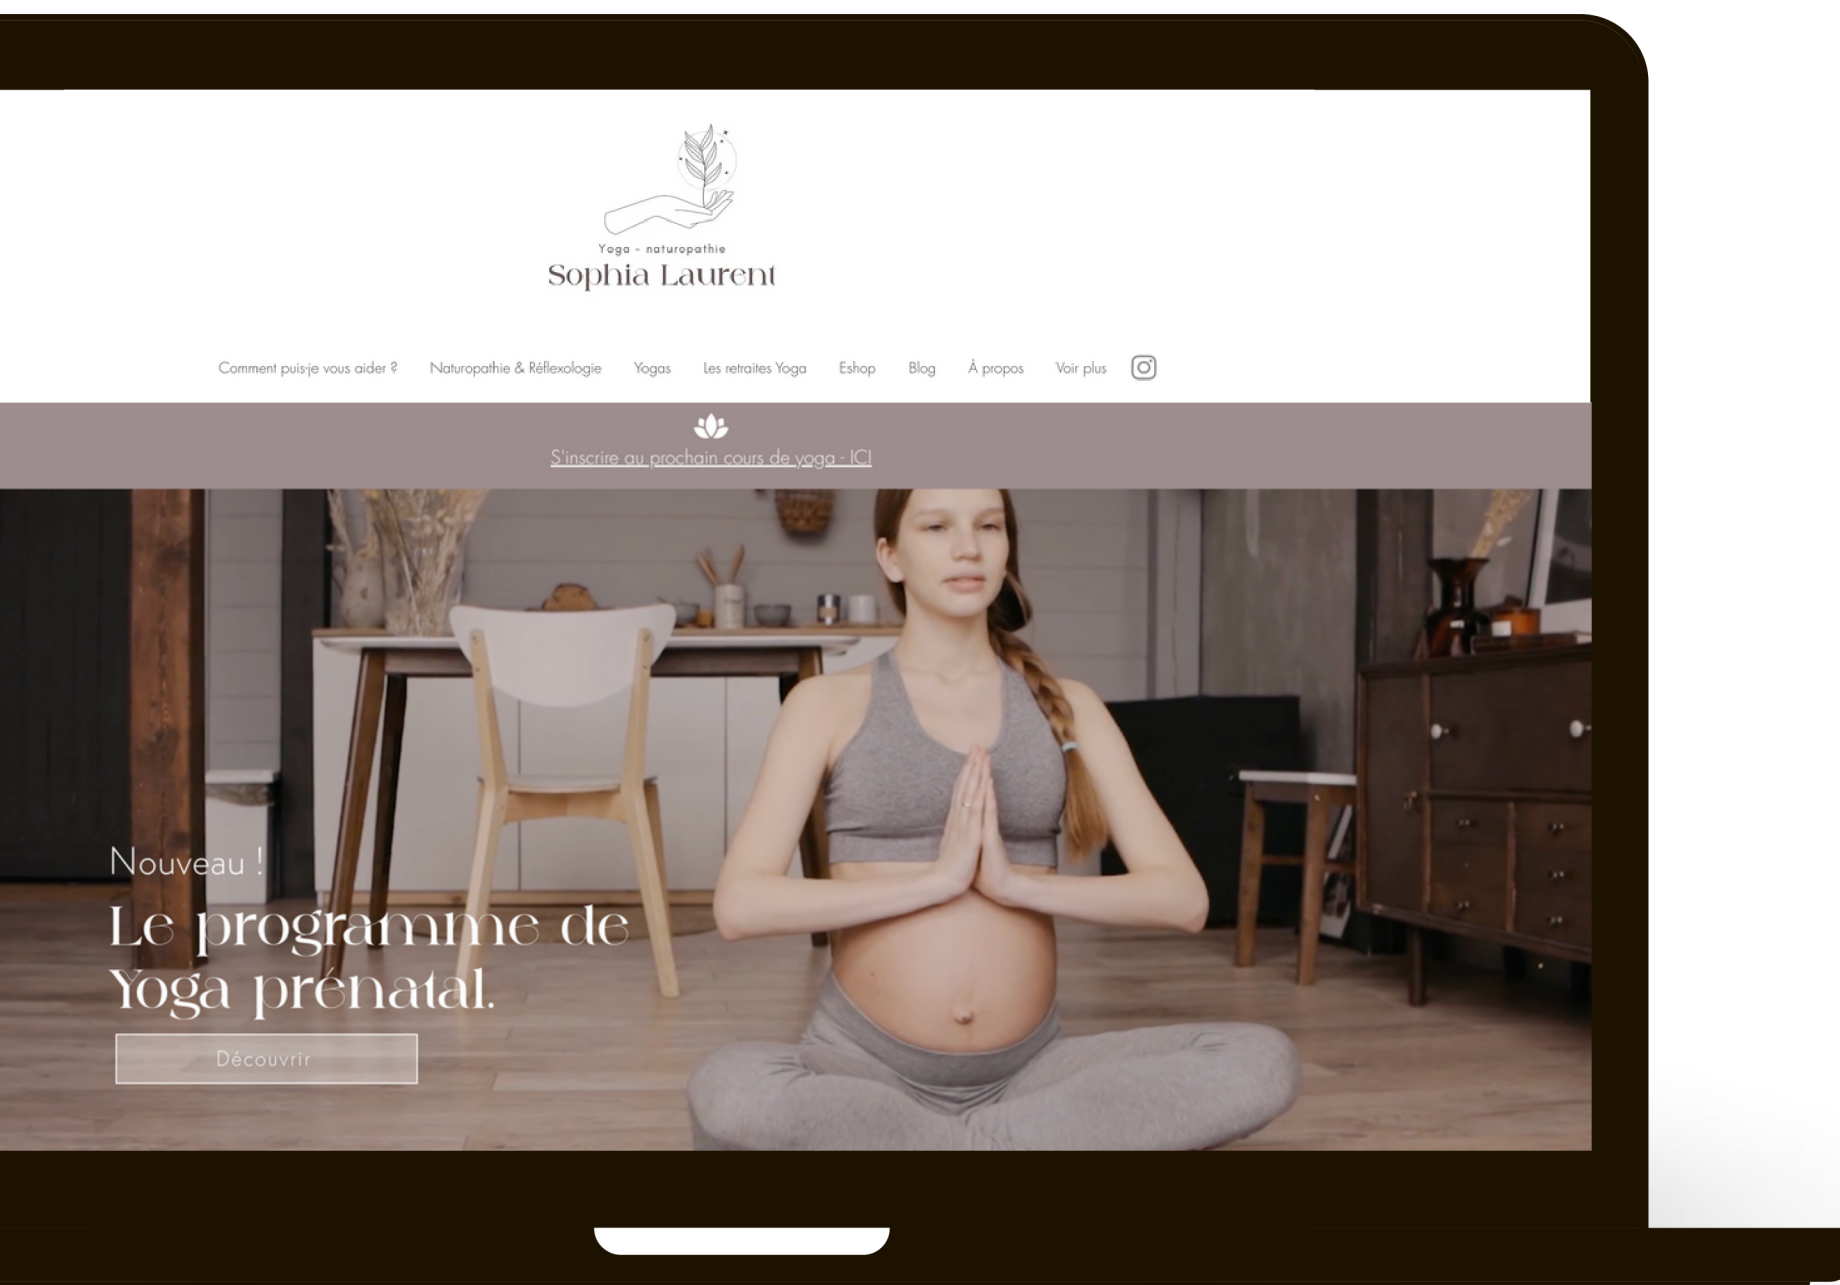 Yoga - naturopathie
Sophia Laurent
Comment puis-je vous aider ? Naturopathie & Réflexologie Yogas Les retraites Yoga Eshop Blog À propos Voir plus
S'inscrire au prochain cours de yoga - ICI
Nouveau !
Le programme de
Yoga prénatal.
Découvrir